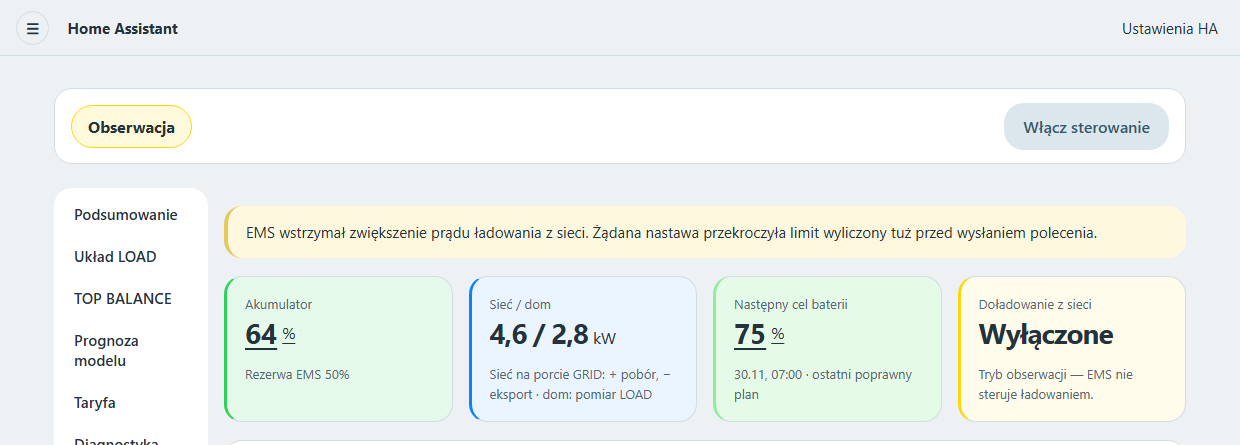 ☰ Home Assistant
Ustawienia HA
Obserwacja
Włącz sterowanie
Podsumowanie
Układ LOAD
TOP BALANCE
Prognoza
modelu
Taryfa
Diagnostyka
EMS wstrzymał zwiększenie prądu ładowania z sieci. Żądana nastawa przekroczyła limit wyliczony tuż przed wysłaniem polecenia.
Akumulator
64 %
Rezerwa EMS 50%
Sieć / dom
4,6 / 2,8 kW
Sieć na porcie GRID: + pobór, −
eksport · dom: pomiar LOAD
Następny cel baterii
75 %
30.11, 07:00 · ostatni poprawny
plan
Doładowanie z sieci
Wyłączone
Tryb obserwacji — EMS nie
steruje ładowaniem.